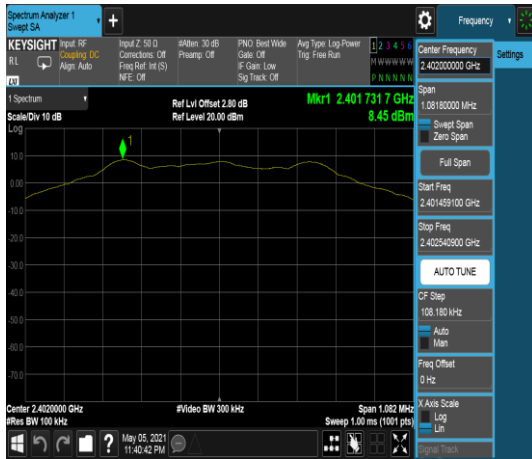 Spectrum Analyzer 1
Swept SA
Frequency
KEYSIGHT
RL
LXI
Input: RF
Coupling: DC
Align: Auto
Input Z: 50 Ω
Corrections: Off
Freq Ref: Int (S)
NFE: Off
#Atten: 30 dB
Preamp: Off
PNO: Best Wide
Gate: Off
IF Gain: Low
Sig Track: Off
Avg Type: Log-Power
Trig: Free Run
1 2 3 4 5 6
M W W W W W
P N N N N N
1 Spectrum
Scale/Div 10 dB
Log
Ref Lvl Offset 2.80 dB
Ref Level 20.00 dBm
Mkr1 2.401 731 7 GHz
8.45 dBm
1
10.0
0.00
-10.0
-20.0
-30.0
-40.0
-50.0
-60.0
-70.0
Center 2.4020000 GHz
#Res BW 100 kHz
#Video BW 300 kHz
Span 1.082 MHz
Sweep 1.00 ms (1001 pts)
May 05, 2021
11:40:42 PM
Center Frequency
2.402000000 GHz
Settings
Span
1.08180000 MHz
Swept Span
Zero Span
Full Span
Start Freq
2.401459100 GHz
Stop Freq
2.402540900 GHz
AUTO TUNE
CF Step
108.180 kHz
Auto
Man
Freq Offset
0 Hz
X Axis Scale
Log
Lin
Signal Track